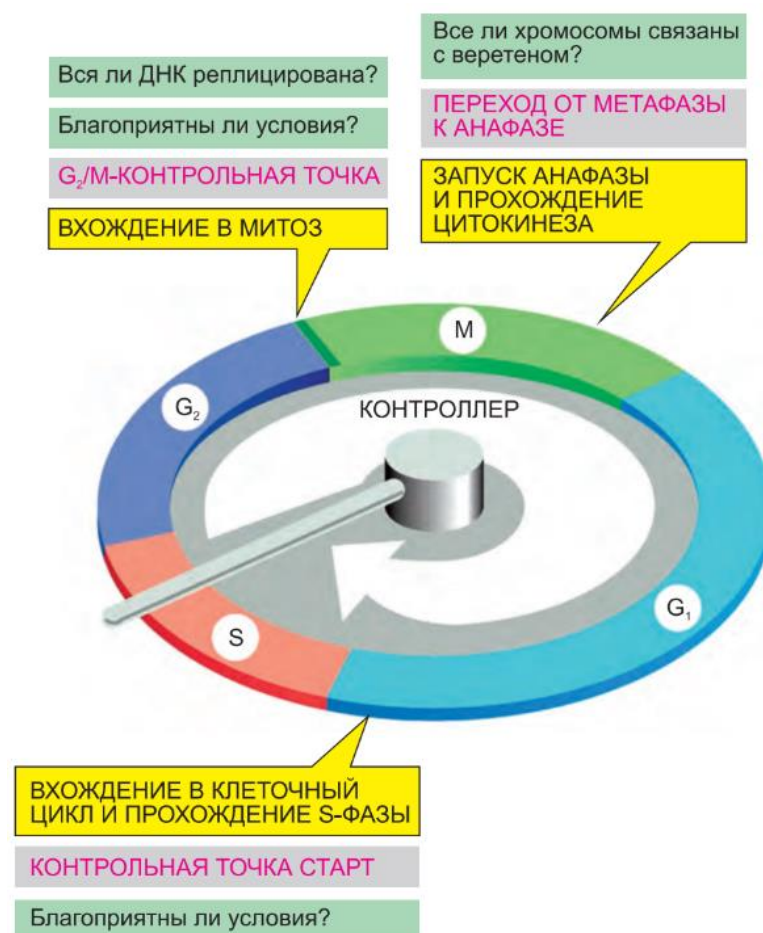 Вся ли ДНК реплицирована?
Благоприятны ли условия?
G₂/M-КОНТРОЛЬНАЯ ТОЧКА
ВХОЖДЕНИЕ В МИТОЗ
Все ли хромосомы связаны
с веретеном?
ПЕРЕХОД ОТ МЕТАФАЗЫ
К АНАФАЗЕ
ЗАПУСК АНАФАЗЫ
И ПРОХОЖДЕНИЕ
ЦИТОКИНЕЗА
M
G₂
КОНТРОЛЛЕР
G₁
S
ВХОЖДЕНИЕ В КЛЕТОЧНЫЙ
ЦИКЛ И ПРОХОЖДЕНИЕ S-ФАЗЫ
КОНТРОЛЬНАЯ ТОЧКА СТАРТ
Благоприятны ли условия?